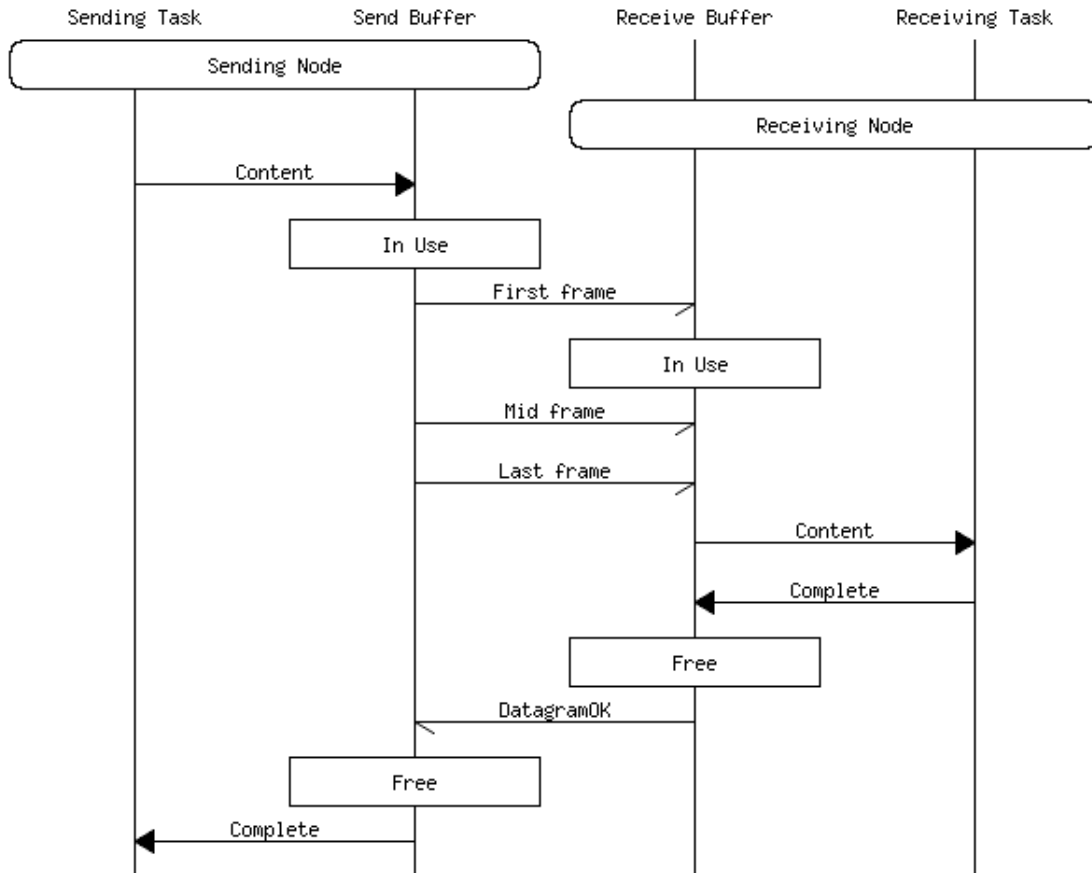 Sending Task Send Buffer Receive Buffer Receiving Task
Sending Node
Receiving Node
Content
In Use
First frame
In Use
Mid frame
Last frame
Content
Complete
Free
DatagramOK
Free
Complete